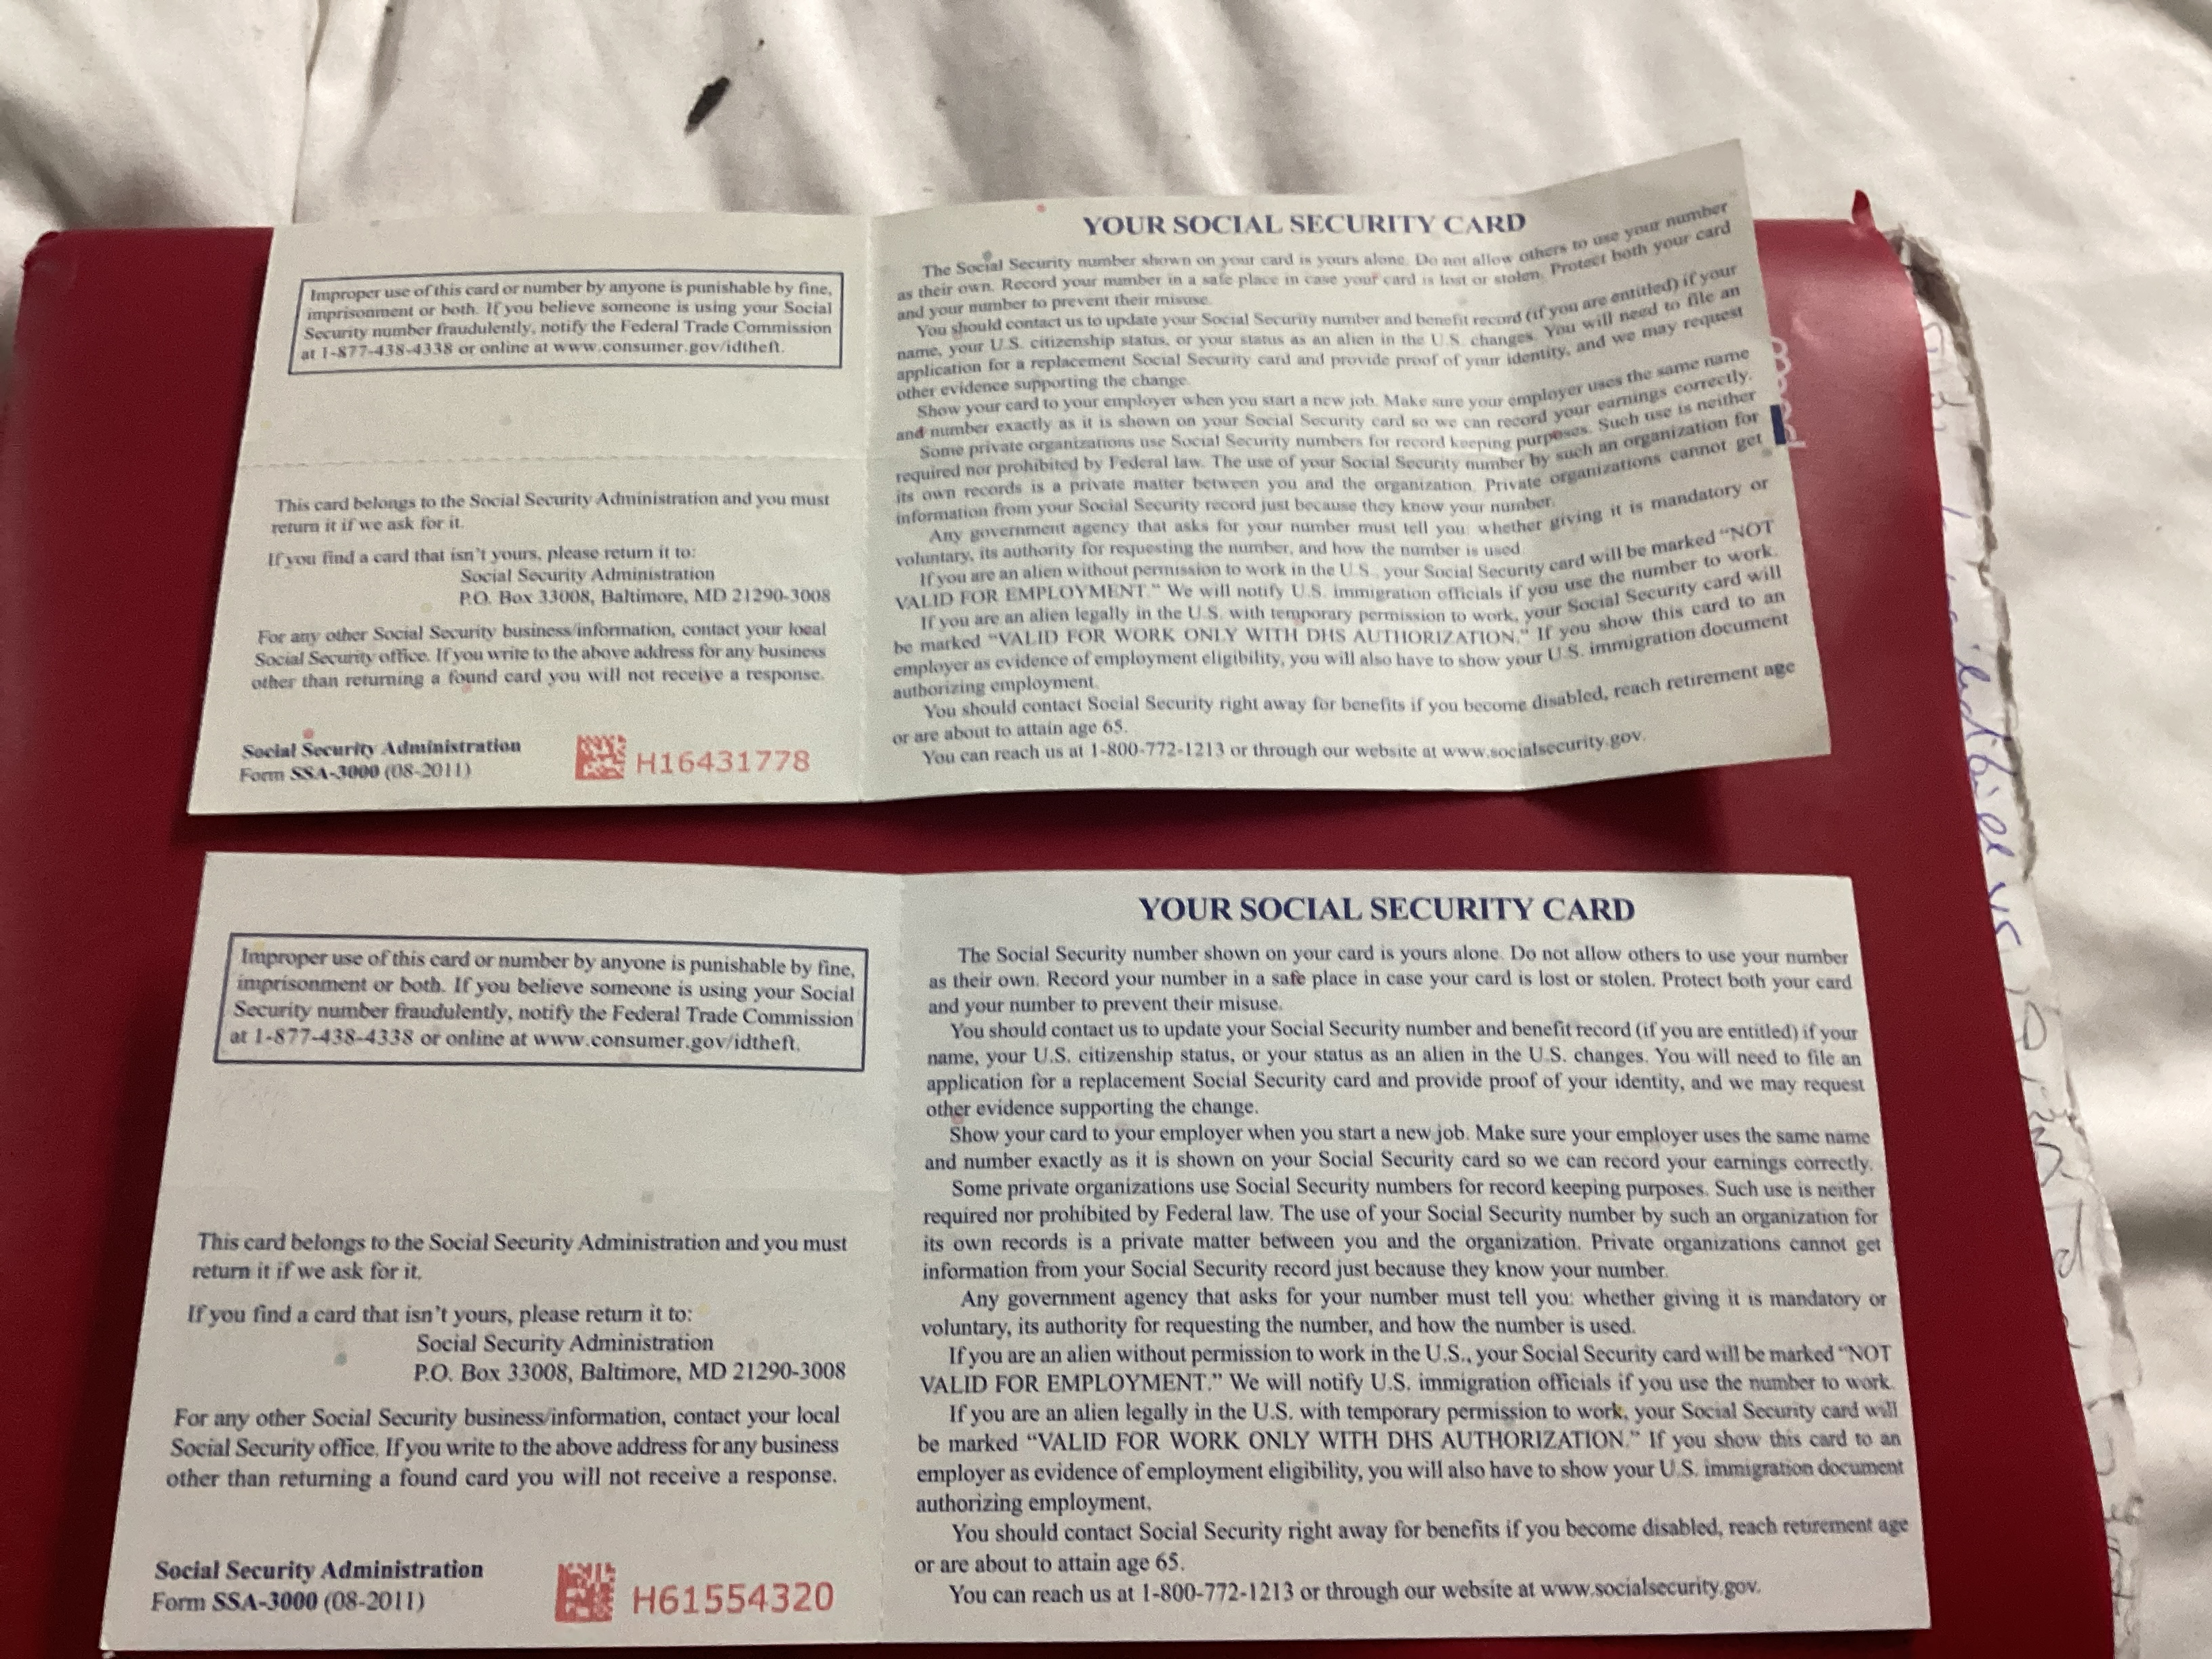 Improper use of this card or number by anyone is punishable by fine,
imprisonment or both. If you believe someone is using your Social
Security number fraudulently, notify the Federal Trade Commission
at 1-877-438-4338 or online at www.consumer.gov/idtheft.
This card belongs to the Social Security Administration and you must
return it if we ask for it.
If you find a card that isn't yours, please return it to:
Social Security Administration
P.O. Box 33008, Baltimore, MD 21290-3008
For any other Social Security business/information, contact your local
Social Security office. If you write to the above address for any business
other than returning a found card you will not receive a response.
Social Security Administration
Form SSA-3000 (08-2011)
H16431778
YOUR SOCIAL SECURITY CARD
The Social Security number shown on your card is yours alone. Do not allow others to use your number
as their own. Record your number in a safe place in case your card is lost or stolen. Protect both your card
and your number to prevent their misuse.
You should contact us to update your Social Security number and benefit record (if you are entitled) if your
name, your U.S. citizenship status, or your status as an alien in the U.S. changes. You will need to file an
application for a replacement Social Security card and provide proof of your identity, and we may request
other evidence supporting the change.
Show your card to your employer when you start a new job. Make sure your employer uses the same name
and number exactly as it is shown on your Social Security card so we can record your earnings correctly.
Some private organizations use Social Security numbers for record keeping purposes. Such use is neither
required nor prohibited by Federal law. The use of your Social Security number by such an organization for
its own records is a private matter between you and the organization. Private organizations cannot get
information from your Social Security record just because they know your number.
Any government agency that asks for your number must tell you: whether giving it is mandatory or
voluntary, its authority for requesting the number, and how the number is used.
If you are an alien without permission to work in the U.S., your Social Security card will be marked "NOT
VALID FOR EMPLOYMENT." We will notify U.S. immigration officials if you use the number to work.
If you are an alien legally in the U.S. with temporary permission to work, your Social Security card will
be marked "VALID FOR WORK ONLY WITH DHS AUTHORIZATION." If you show this card to an
employer as evidence of employment eligibility, you will also have to show your U.S. immigration document
authorizing employment.
You should contact Social Security right away for benefits if you become disabled, reach retirement age
or are about to attain age 65.
You can reach us at 1-800-772-1213 or through our website at www.socialsecurity.gov.
Improper use of this card or number by anyone is punishable by fine,
imprisonment or both. If you believe someone is using your Social
Security number fraudulently, notify the Federal Trade Commission
at 1-877-438-4338 or online at www.consumer.gov/idtheft.
This card belongs to the Social Security Administration and you must
return it if we ask for it.
If you find a card that isn't yours, please return it to:
Social Security Administration
P.O. Box 33008, Baltimore, MD 21290-3008
For any other Social Security business/information, contact your local
Social Security office. If you write to the above address for any business
other than returning a found card you will not receive a response.
Social Security Administration
Form SSA-3000 (08-2011)
H61554320
YOUR SOCIAL SECURITY CARD
The Social Security number shown on your card is yours alone. Do not allow others to use your number
as their own. Record your number in a safe place in case your card is lost or stolen. Protect both your card
and your number to prevent their misuse.
You should contact us to update your Social Security number and benefit record (if you are entitled) if your
name, your U.S. citizenship status, or your status as an alien in the U.S. changes. You will need to file an
application for a replacement Social Security card and provide proof of your identity, and we may request
other evidence supporting the change.
Show your card to your employer when you start a new job. Make sure your employer uses the same name
and number exactly as it is shown on your Social Security card so we can record your earnings correctly.
Some private organizations use Social Security numbers for record keeping purposes. Such use is neither
required nor prohibited by Federal law. The use of your Social Security number by such an organization for
its own records is a private matter between you and the organization. Private organizations cannot get
information from your Social Security record just because they know your number.
Any government agency that asks for your number must tell you: whether giving it is mandatory or
voluntary, its authority for requesting the number, and how the number is used.
If you are an alien without permission to work in the U.S., your Social Security card will be marked "NOT
VALID FOR EMPLOYMENT." We will notify U.S. immigration officials if you use the number to work.
If you are an alien legally in the U.S. with temporary permission to work, your Social Security card will
be marked "VALID FOR WORK ONLY WITH DHS AUTHORIZATION." If you show this card to an
employer as evidence of employment eligibility, you will also have to show your U.S. immigration document
authorizing employment.
You should contact Social Security right away for benefits if you become disabled, reach retirement age
or are about to attain age 65.
You can reach us at 1-800-772-1213 or through our website at www.socialsecurity.gov.